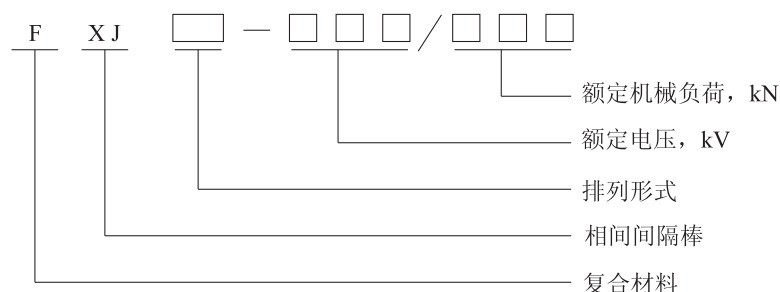 F XJ □ — □□□/□□□
额定机械负荷，kN
额定电压，kV
排列形式
相间间隔棒
复合材料